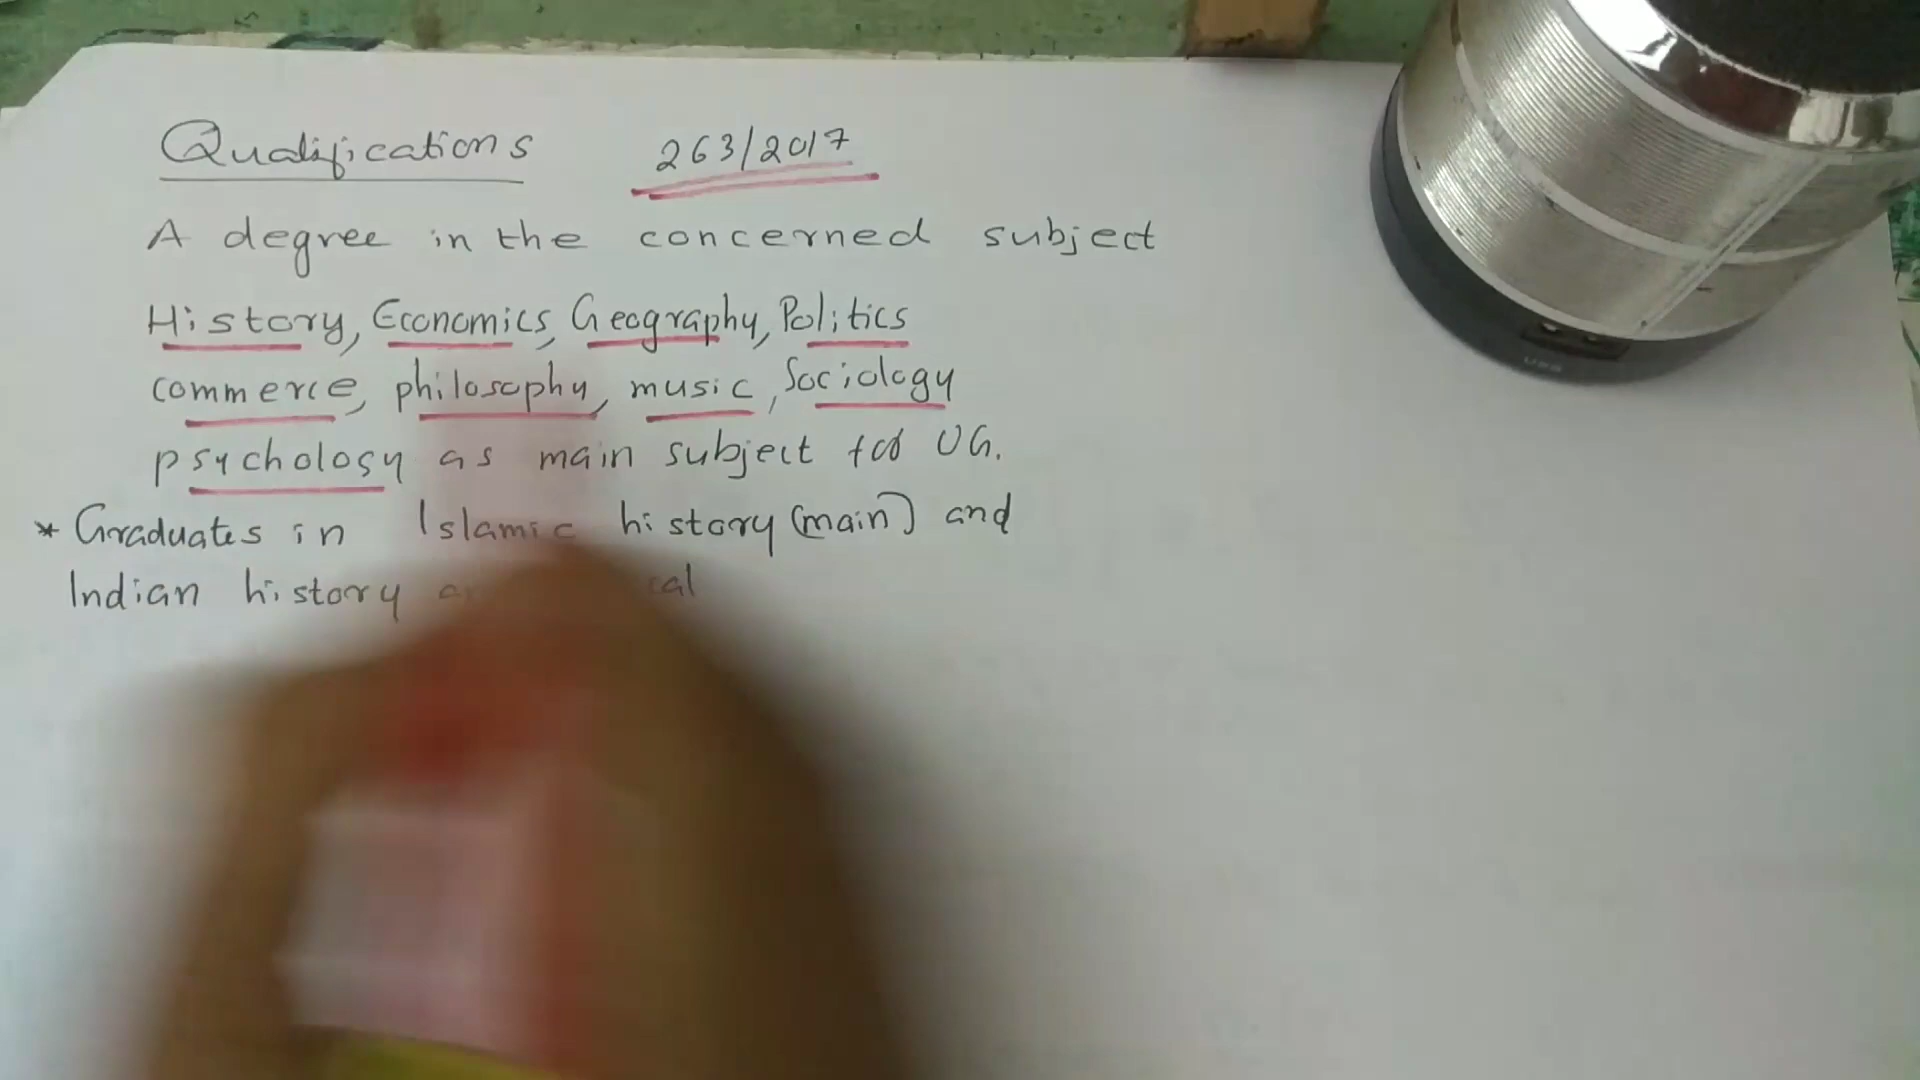 Qualifications 263/2017
A degree in the concerned subject
History, Economics, Geography, Politics
commerce, philosophy, music, Sociology
psychology as main subject for UG.
* Graduates in Islamic history (main) and
Indian history